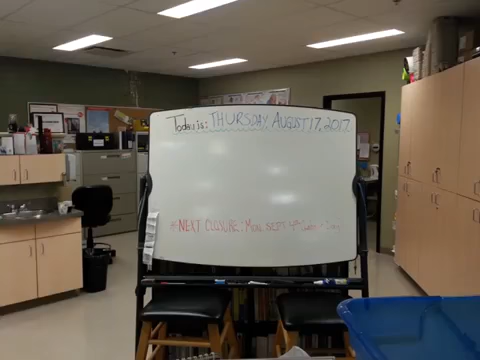 Today is: THURSDAY, AUGUST 17, 2017
*NEXT CLOSURE: MON. SEPT 4th